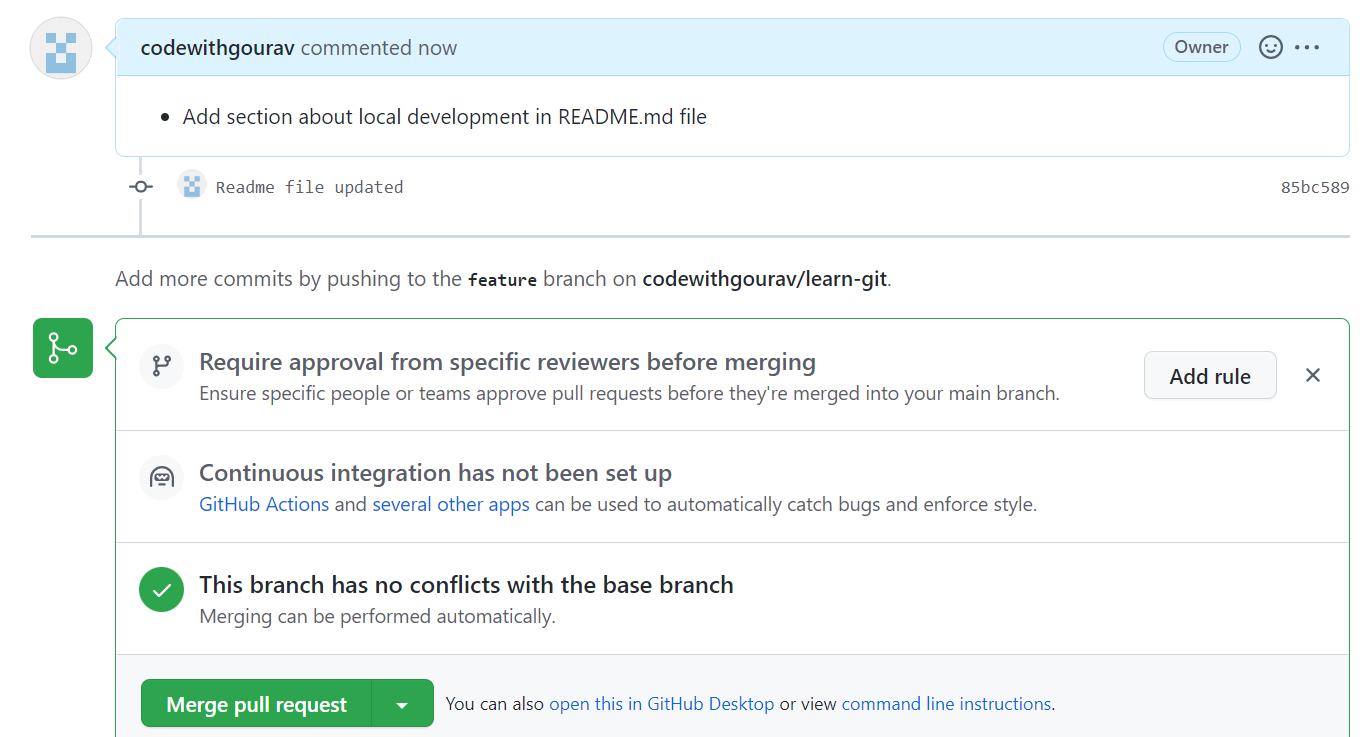 codewithgourav commented now Owner
Add section about local development in README.md file
Readme file updated 85bc589
Add more commits by pushing to the feature branch on codewithgourav/learn-git.
Require approval from specific reviewers before merging
Ensure specific people or teams approve pull requests before they're merged into your main branch.
Add rule
Continuous integration has not been set up
GitHub Actions and several other apps can be used to automatically catch bugs and enforce style.
This branch has no conflicts with the base branch
Merging can be performed automatically.
Merge pull request You can also open this in GitHub Desktop or view command line instructions.